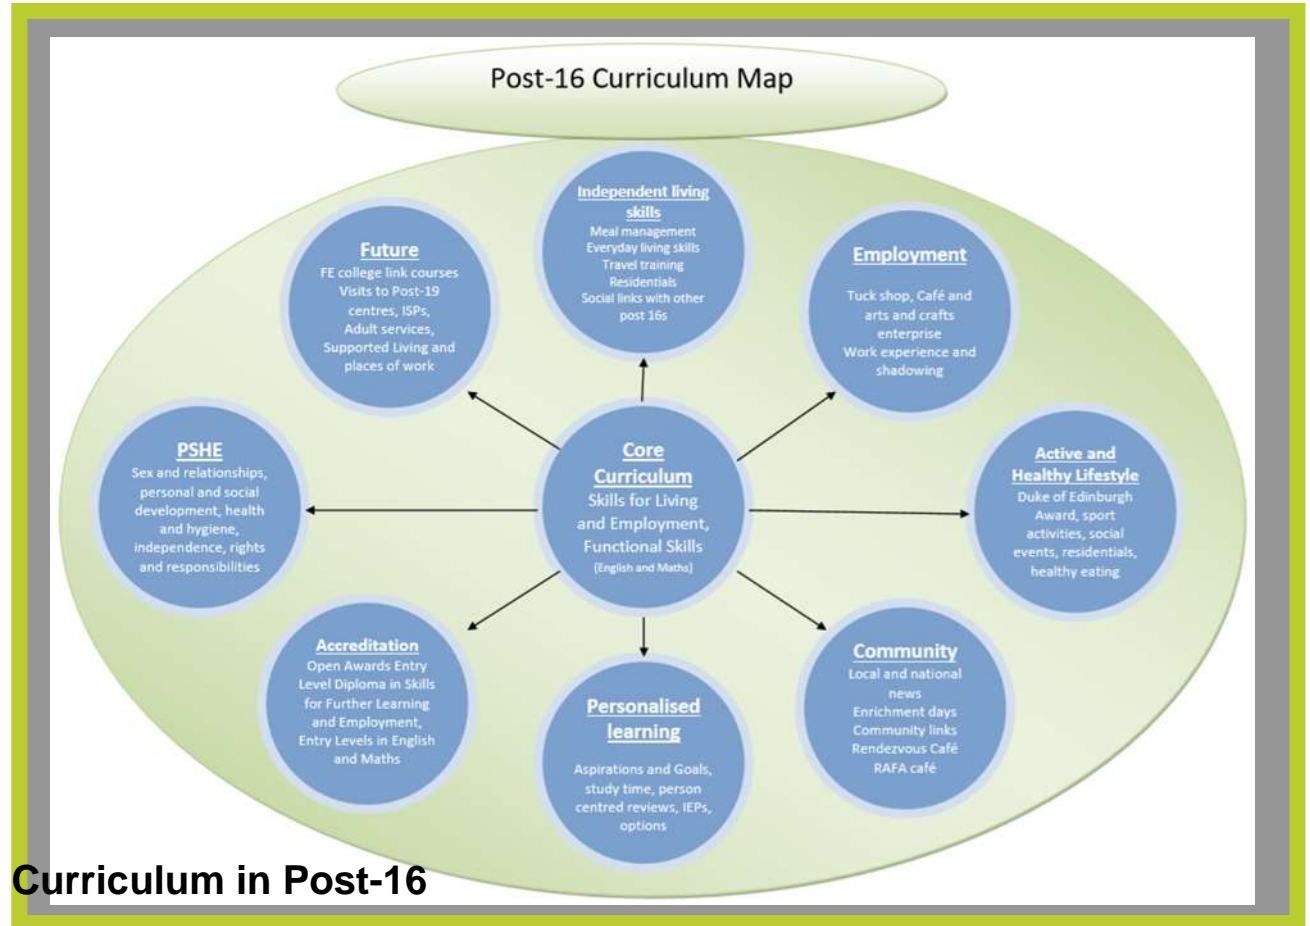 Post-16 Curriculum Map
Independent living
skills
Meal management
Everyday living skills
Travel training
Residentials
Social links with other
post 16s
Future
FE college link courses
Visits to Post-19
centres, ISPs,
Adult services,
Supported Living and
places of work
Employment
Tuck shop, Café and
arts and crafts
enterprise
Work experience and
shadowing
PSHE
Sex and relationships,
personal and social
development, health
and hygiene,
independence, rights
and responsibilities
Core
Curriculum
Skills for Living
and Employment,
Functional Skills
(English and Maths)
Active and
Healthy Lifestyle
Duke of Edinburgh
Award, sport
activities, social
events, residentials,
healthy eating
Accreditation
Open Awards Entry
Level Diploma in Skills
for Further Learning
and Employment,
Entry Levels in English
and Maths
Personalised
learning
Aspirations and Goals,
study time, person
centred reviews, IEPs,
options
Community
Local and national
news
Enrichment days
Community links
Rendezvous Café
RAFA café
Curriculum in Post-16